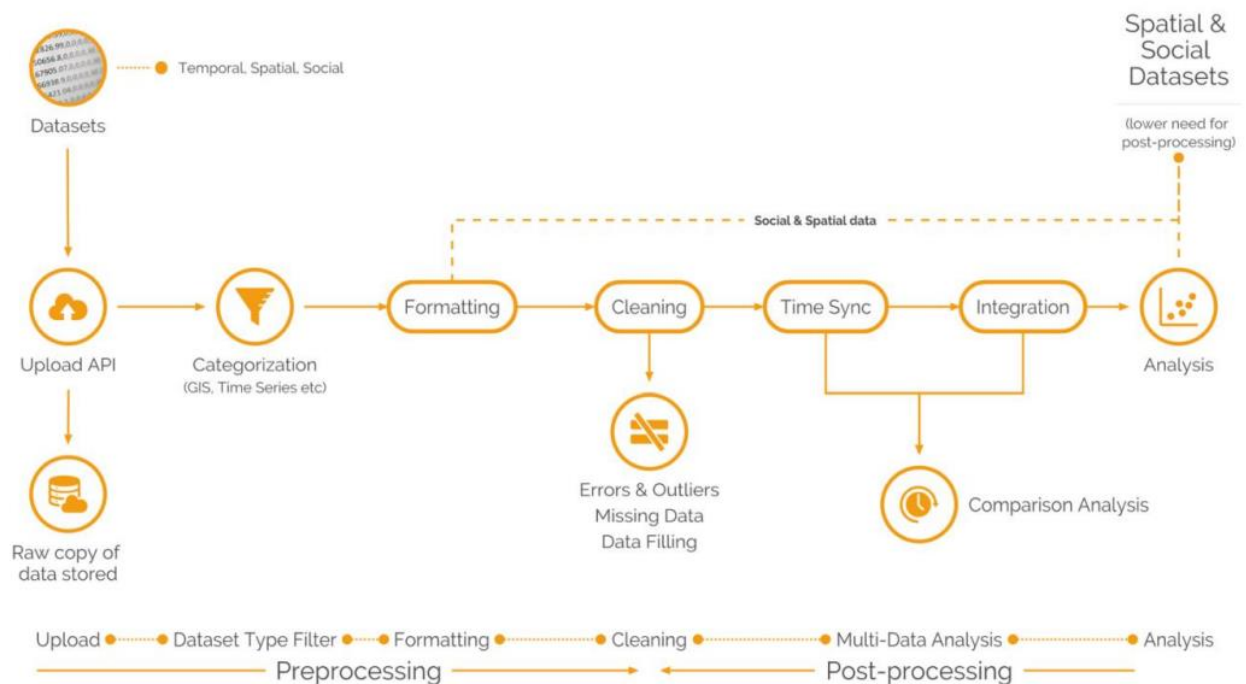 Spatial &
Social
Datasets
(lower need for
post-processing)
Temporal, Spatial, Social
Datasets
Social & Spatial data
Formatting
Cleaning
Time Sync
Integration
Upload API
Categorization
(GIS, Time Series etc)
Analysis
Errors & Outliers
Missing Data
Data Filling
Comparison Analysis
Raw copy of
data stored
Upload Dataset Type Filter Formatting Cleaning Multi-Data Analysis Analysis
Preprocessing Post-processing